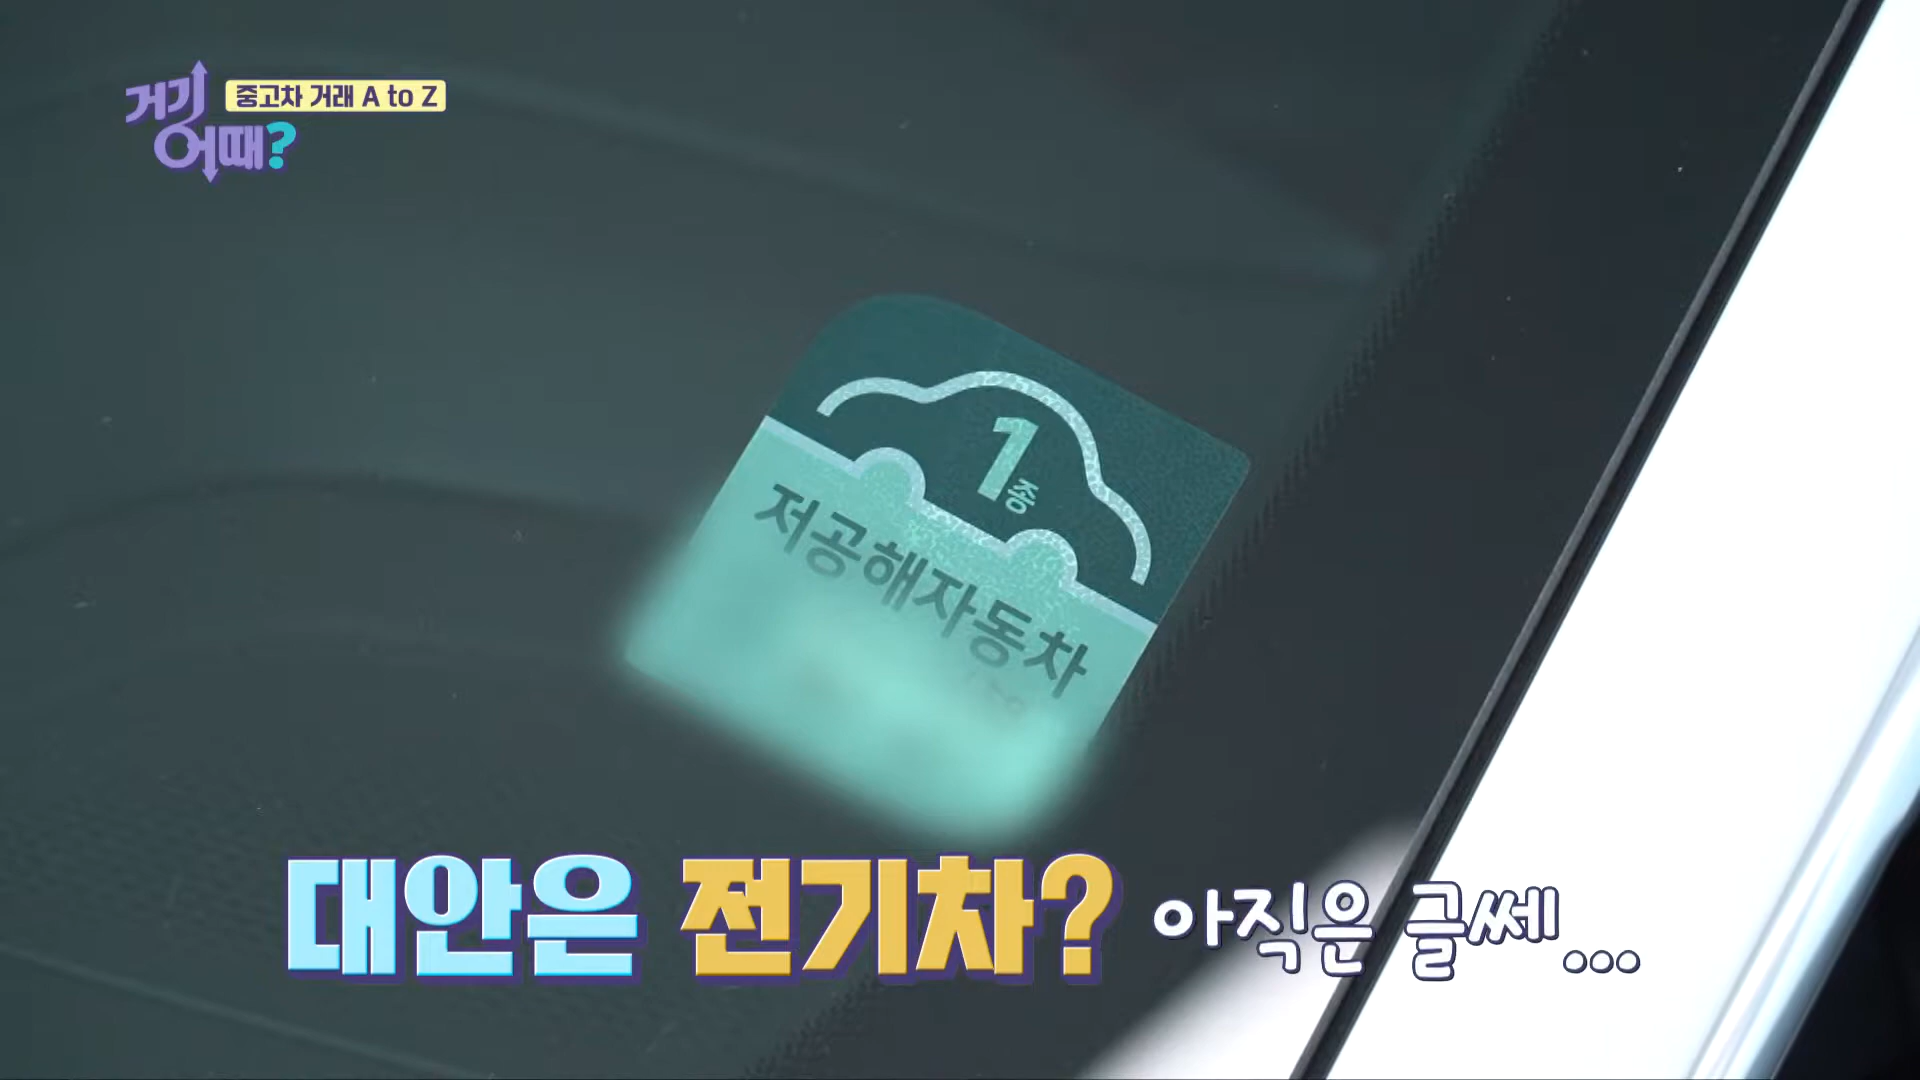 거기
어때?
중고차 거래 A to Z
1종
저공해자동차
대안은 전기차? 아직은 글쎄...